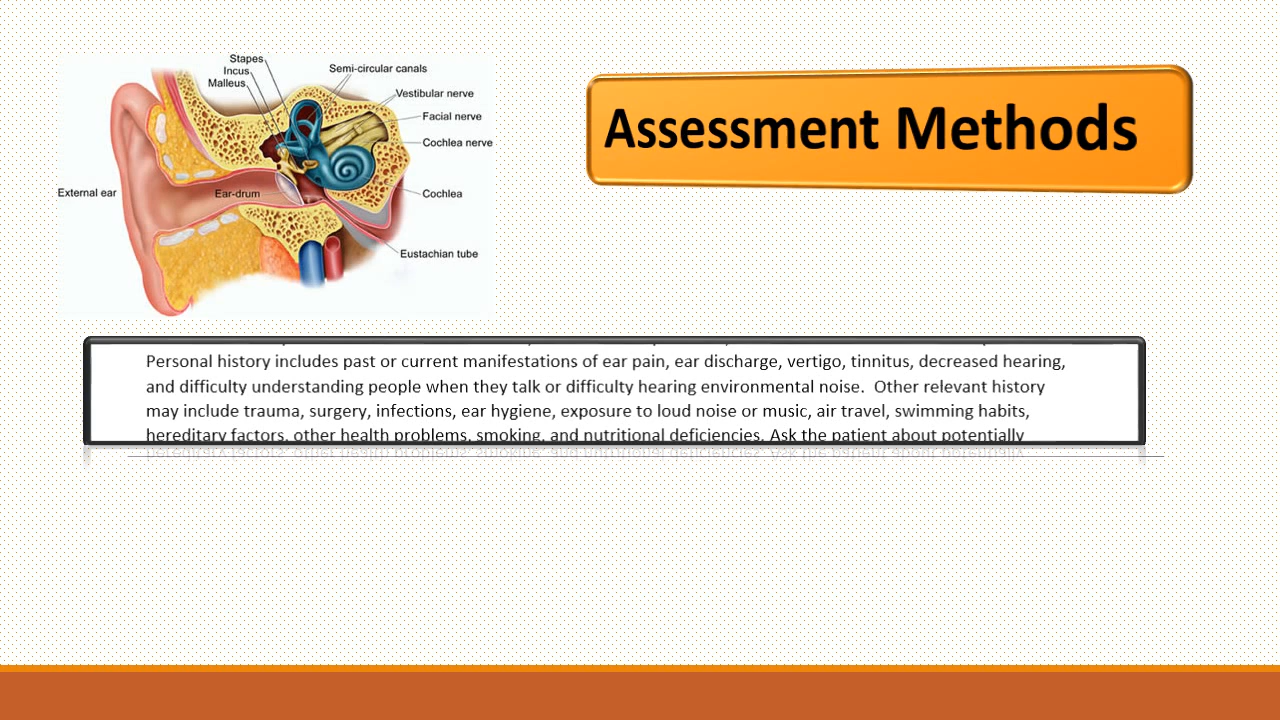 Stapes
Incus
Malleus
Semi-circular canals
Vestibular nerve
Facial nerve
Cochlea nerve
External ear
Ear-drum
Cochlea
Eustachian tube
Assessment Methods
Personal history includes past or current manifestations of ear pain, ear discharge, vertigo, tinnitus, decreased hearing,
and difficulty understanding people when they talk or difficulty hearing environmental noise.  Other relevant history
may include trauma, surgery, infections, ear hygiene, exposure to loud noise or music, air travel, swimming habits,
hereditary factors, other health problems, smoking, and nutritional deficiencies. Ask the patient about potentially